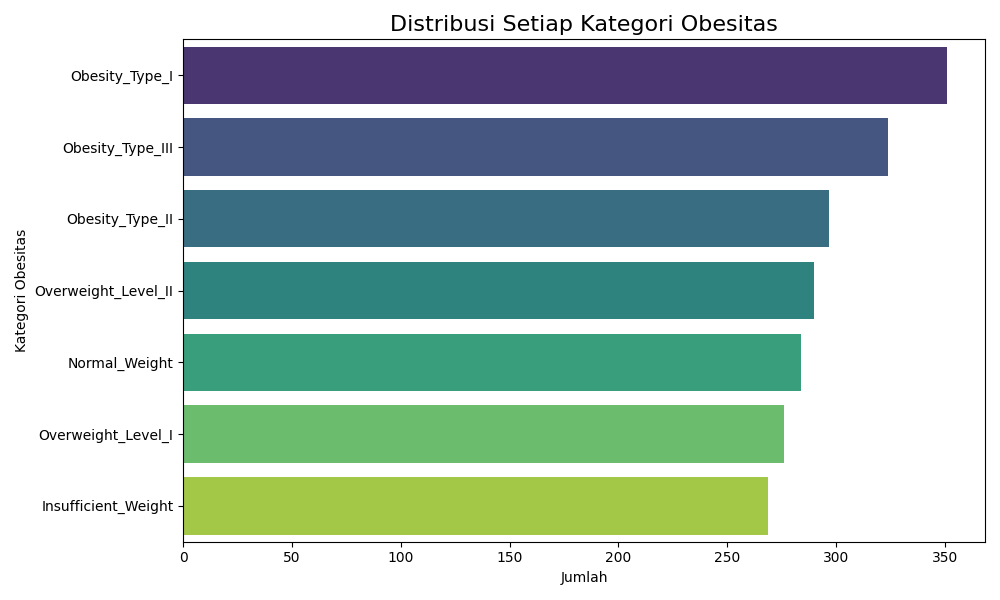 Distribusi Setiap Kategori Obesitas
Kategori Obesitas
Obesity_Type_I
Obesity_Type_III
Obesity_Type_II
Overweight_Level_II
Normal_Weight
Overweight_Level_I
Insufficient_Weight
0 50 100 150 200 250 300 350
Jumlah